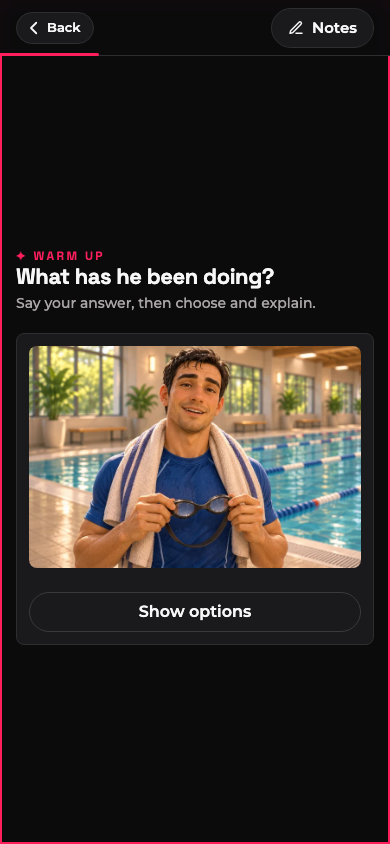 Back
Notes
WARM UP
What has he been doing?
Say your answer, then choose and explain.
Show options